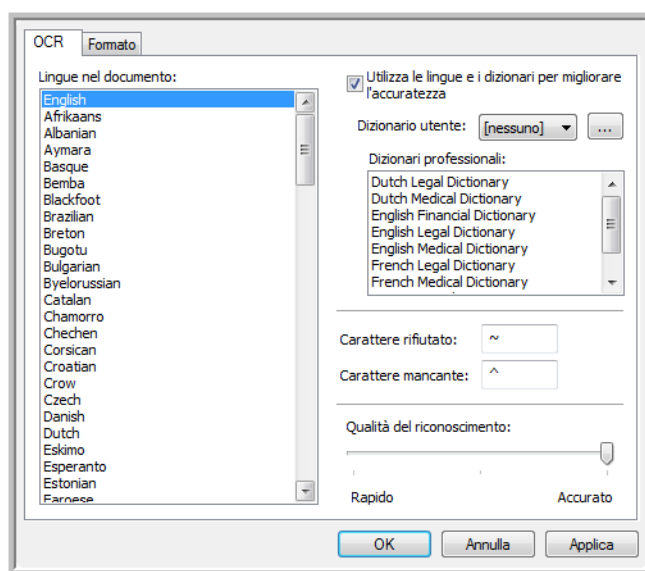 OCR
Formato
Lingue nel documento:
English
Afrikaans
Albanian
Aymara
Basque
Bemba
Blackfoot
Brazilian
Breton
Bugotu
Bulgarian
Byelorussian
Catalan
Chamorro
Chechen
Corsican
Croatian
Crow
Czech
Danish
Dutch
Eskimo
Esperanto
Estonian
Faroese
Utilizza le lingue e i dizionari per migliorare
l'accuratezza
Dizionario utente: [nessuno] ...
Dizionari professionali:
Dutch Legal Dictionary
Dutch Medical Dictionary
English Financial Dictionary
English Legal Dictionary
English Medical Dictionary
French Legal Dictionary
French Medical Dictionary
Carattere rifiutato: ~
Carattere mancante: ^
Qualità del riconoscimento:
Rapido Accurato
OK Annulla Applica